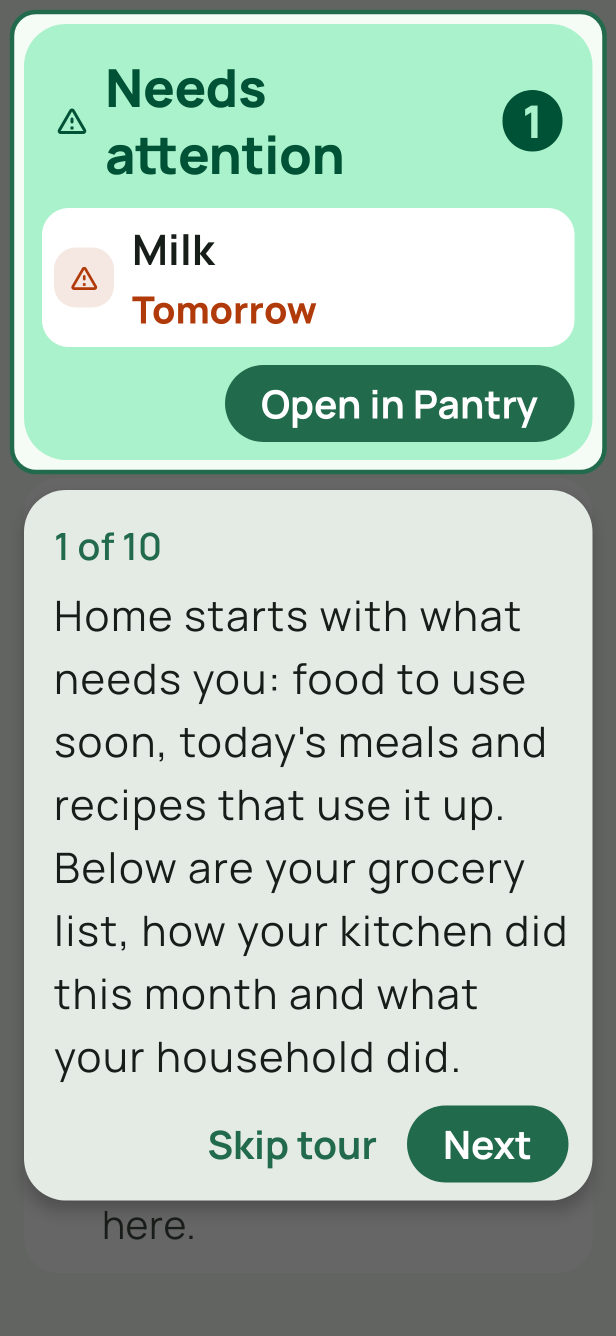 Needs
attention
1
Milk
Tomorrow
Open in Pantry
1 of 10
Home starts with what
needs you: food to use
soon, today's meals and
recipes that use it up.
Below are your grocery
list, how your kitchen did
this month and what
your household did.
Skip tour
Next
here.